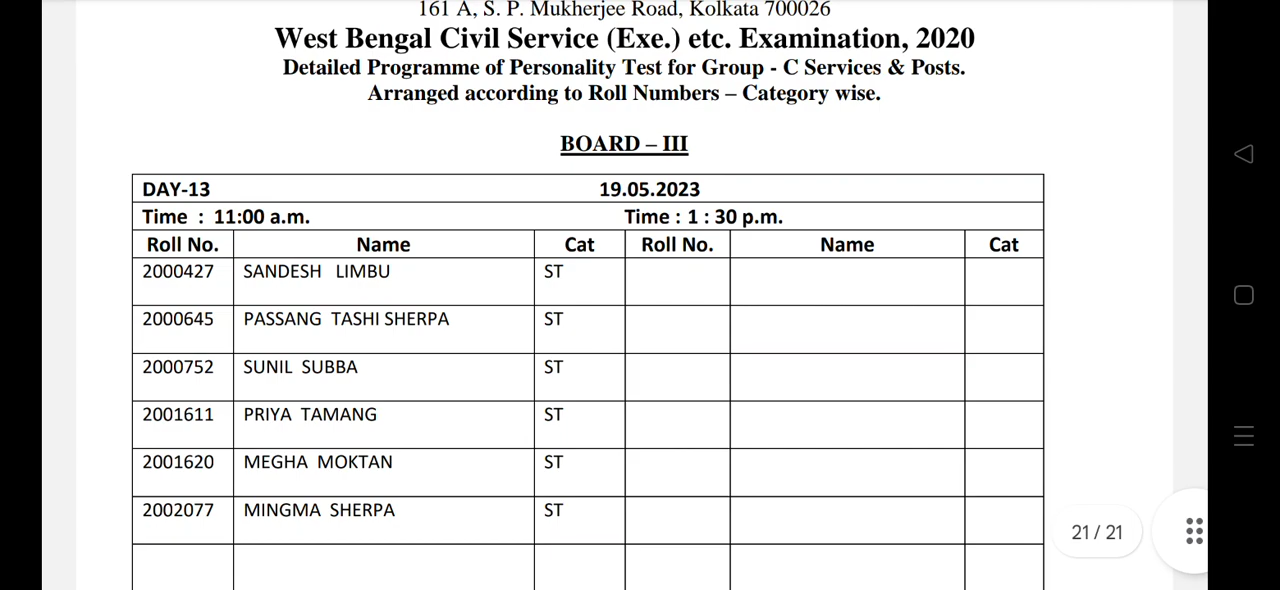 161 A, S. P. Mukherjee Road, Kolkata 700026
West Bengal Civil Service (Exe.) etc. Examination, 2020
Detailed Programme of Personality Test for Group - C Services & Posts.
Arranged according to Roll Numbers – Category wise.
BOARD – III
DAY-13 19.05.2023
Time : 11:00 a.m. Time : 1 : 30 p.m.
Roll No. Name Cat Roll No. Name Cat
2000427 SANDESH LIMBU ST
2000645 PASSANG TASHI SHERPA ST
2000752 SUNIL SUBBA ST
2001611 PRIYA TAMANG ST
2001620 MEGHA MOKTAN ST
2002077 MINGMA SHERPA ST
21 / 21